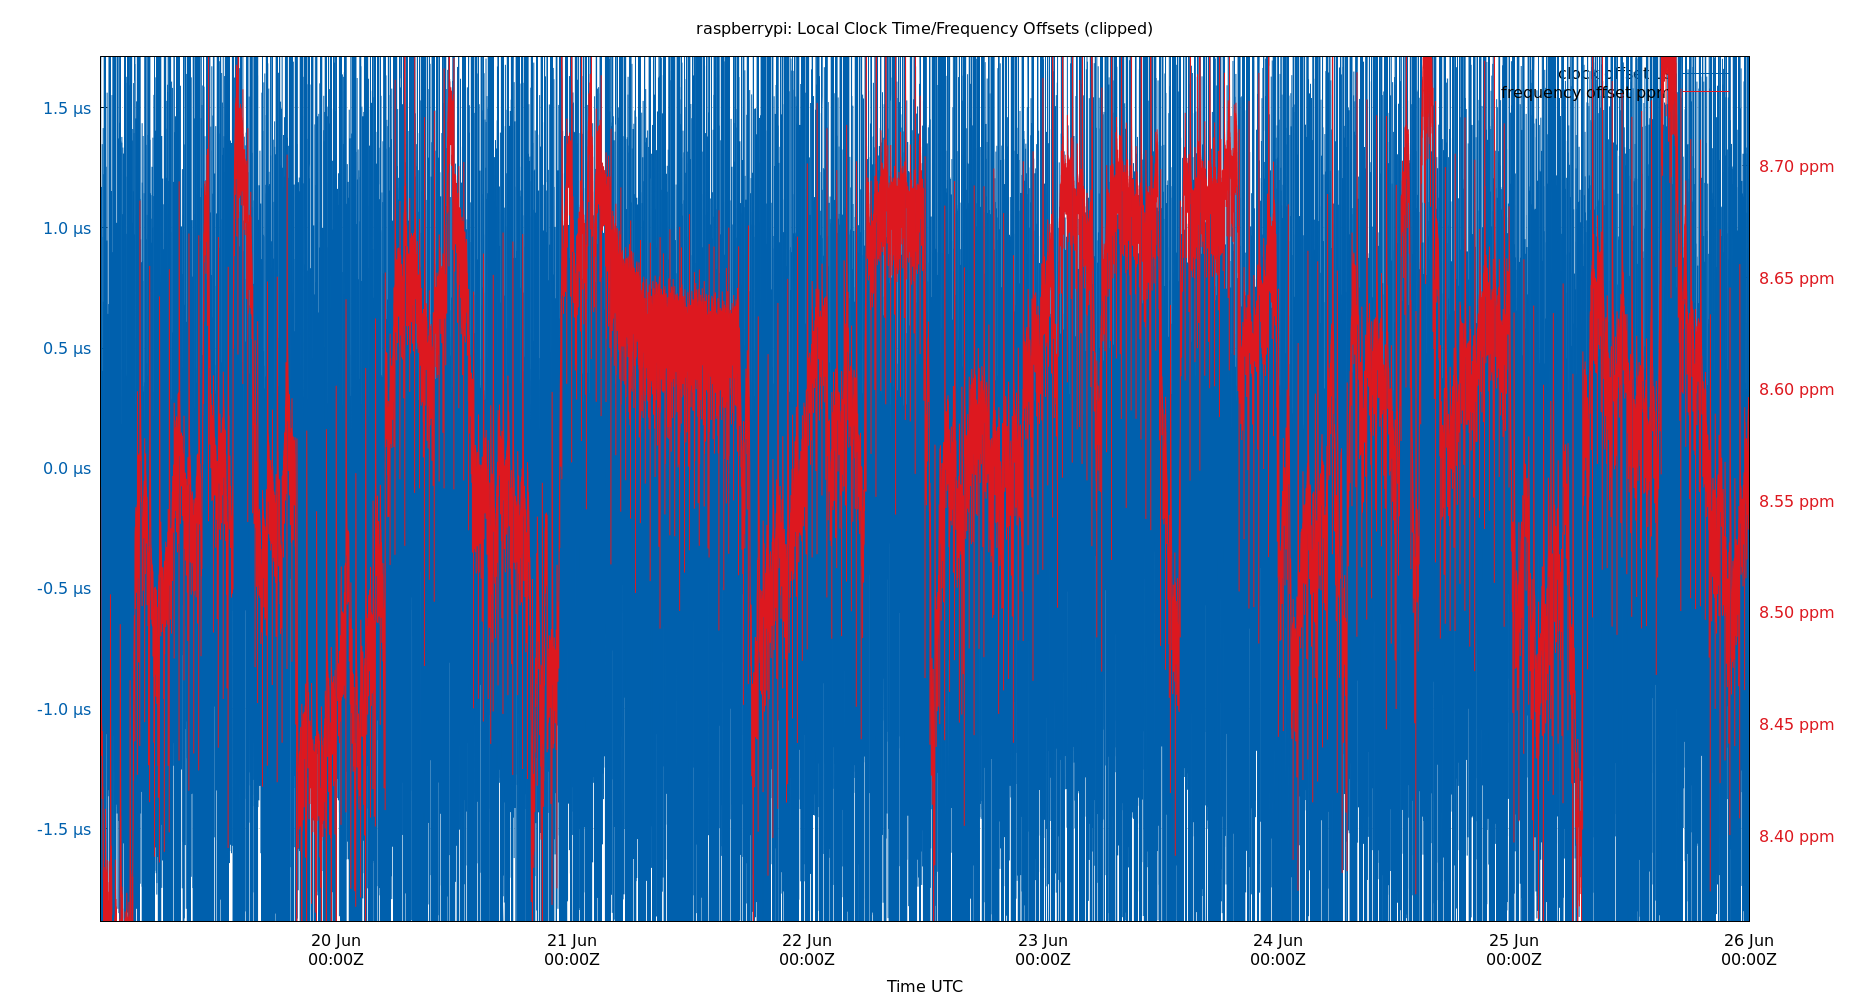 raspberrypi: Local Clock Time/Frequency Offsets (clipped)
clock offset µs
frequency offset ppm
1.5 µs
1.0 µs
0.5 µs
0.0 µs
-0.5 µs
-1.0 µs
-1.5 µs
8.70 ppm
8.65 ppm
8.60 ppm
8.55 ppm
8.50 ppm
8.45 ppm
8.40 ppm
20 Jun 21 Jun 22 Jun 23 Jun 24 Jun 25 Jun 26 Jun
00:00Z 00:00Z 00:00Z 00:00Z 00:00Z 00:00Z 00:00Z
Time UTC